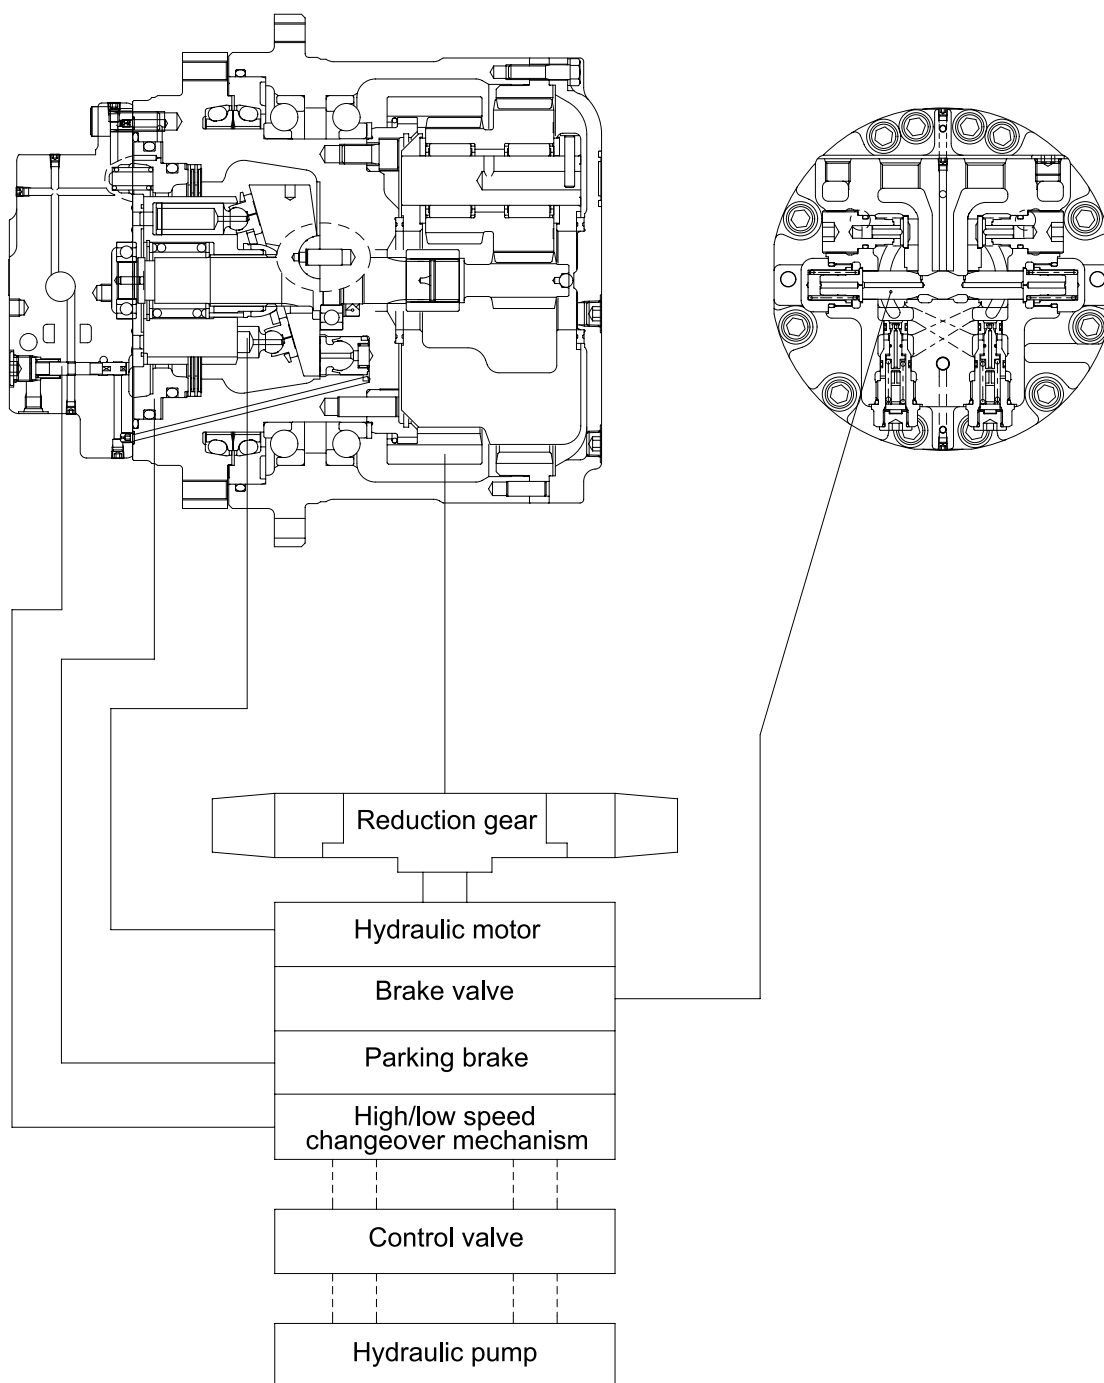 Reduction gear
Hydraulic motor
Brake valve
Parking brake
High/low speed
changeover mechanism
Control valve
Hydraulic pump